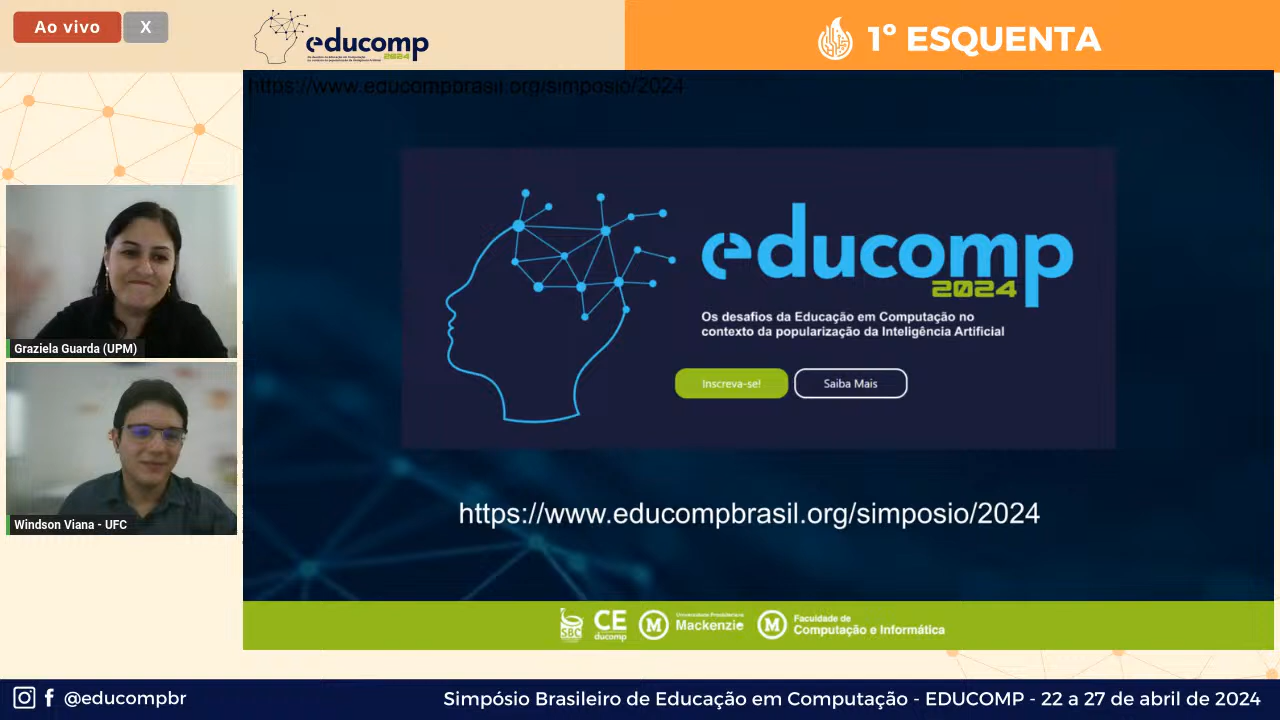 Ao vivo
X
educomp
2024
1º ESQUENTA
https://www.educompbrasil.org/simposio/2024
educomp
2024
Os desafios da Educação em Computação no
contexto da popularização da Inteligência Artificial
Inscreva-se!
Saiba Mais
https://www.educompbrasil.org/simposio/2024
Graziela Guarda (UPM)
Windson Viana - UFC
SBC
CE
ducomp
M
Universidade Presbiteriana
Mackenzie
M
Faculdade de
Computação e Informática
@educompbr
Simpósio Brasileiro de Educação em Computação - EDUCOMP - 22 a 27 de abril de 2024